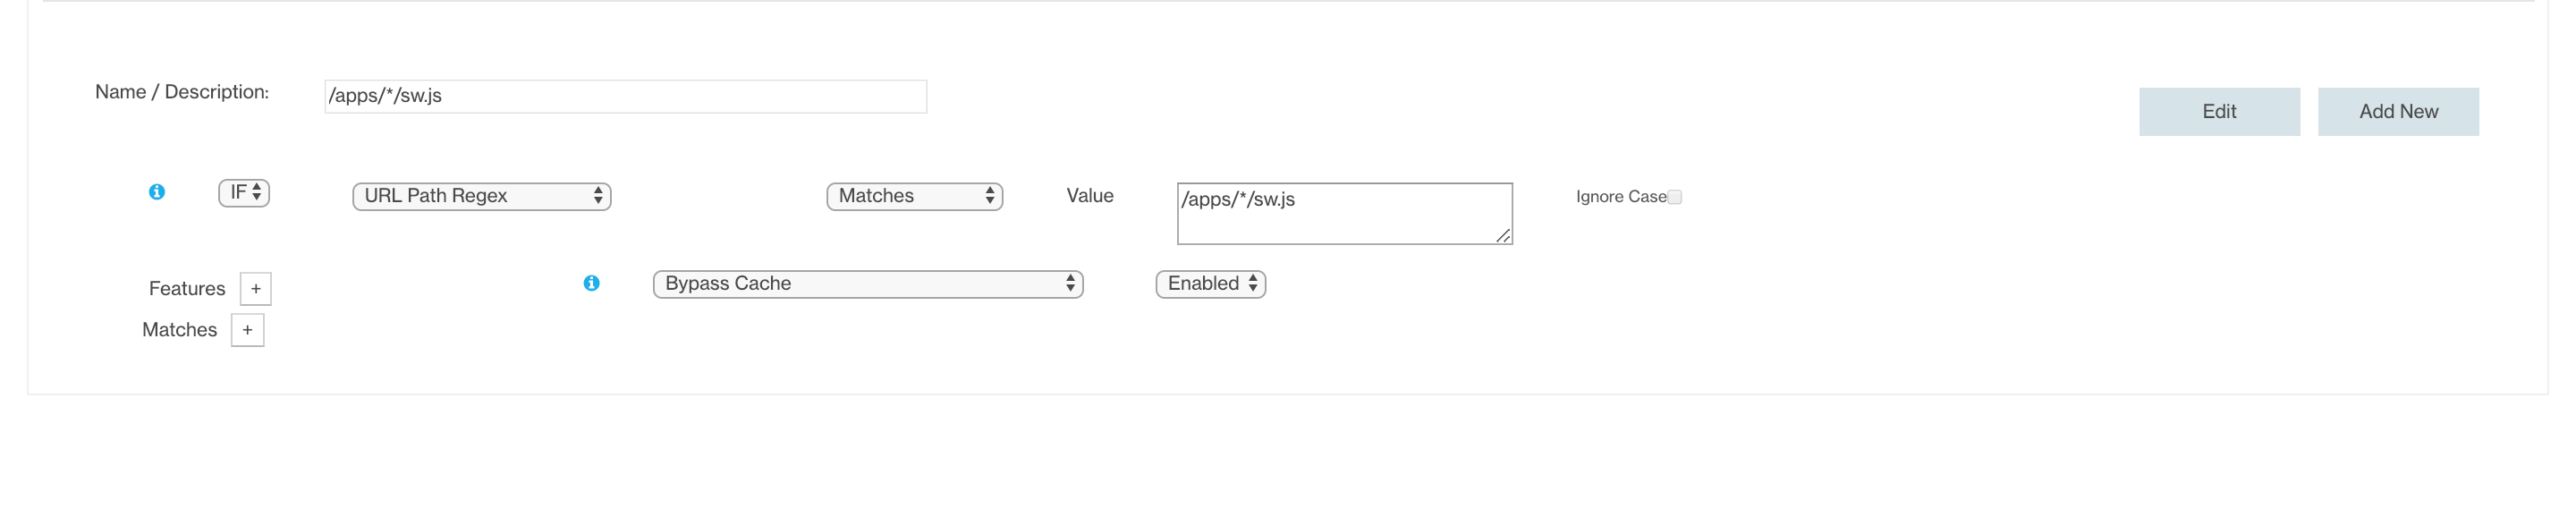 Name / Description: /apps/*/sw.js
Edit Add New
IF URL Path Regex Matches Value /apps/*/sw.js Ignore Case
Features + Bypass Cache Enabled
Matches +